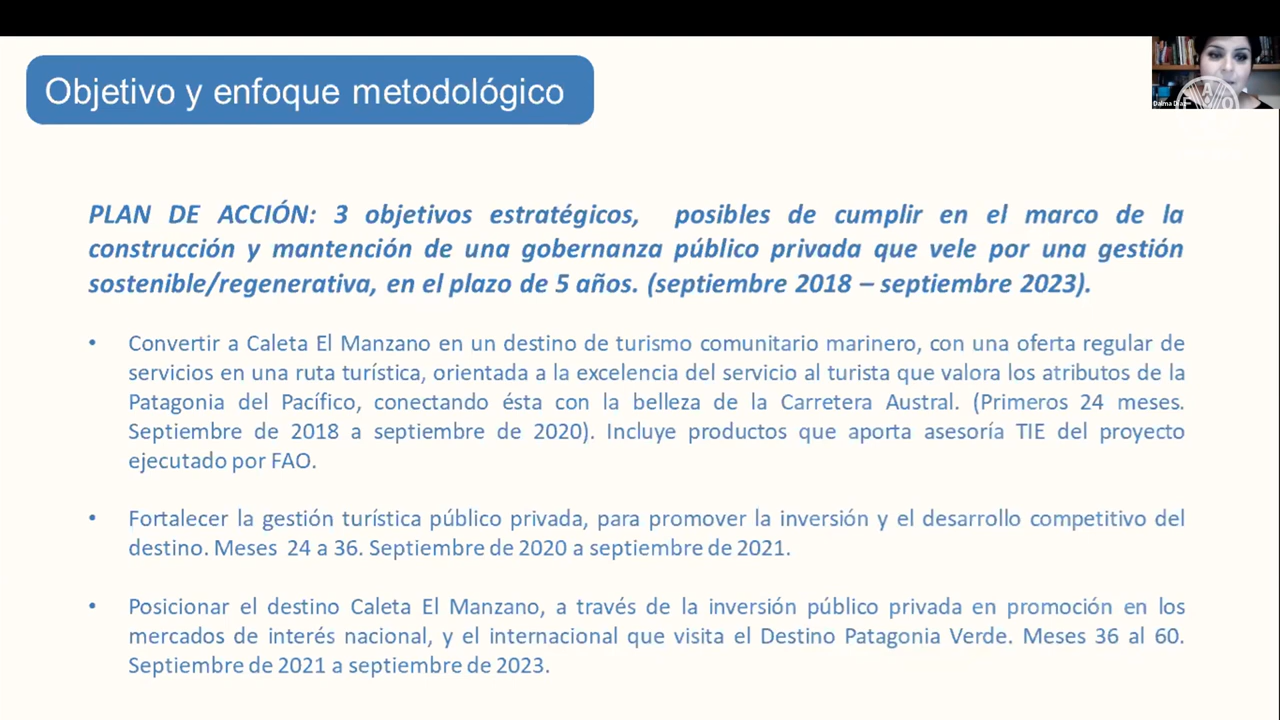 Objetivo y enfoque metodológico
PLAN DE ACCIÓN: 3 objetivos estratégicos, posibles de cumplir en el marco de la
construcción y mantención de una gobernanza público privada que vele por una gestión
sostenible/regenerativa, en el plazo de 5 años. (septiembre 2018 – septiembre 2023).
• Convertir a Caleta El Manzano en un destino de turismo comunitario marinero, con una oferta regular de
servicios en una ruta turística, orientada a la excelencia del servicio al turista que valora los atributos de la
Patagonia del Pacífico, conectando ésta con la belleza de la Carretera Austral. (Primeros 24 meses.
Septiembre de 2018 a septiembre de 2020). Incluye productos que aporta asesoría TIE del proyecto
ejecutado por FAO.
• Fortalecer la gestión turística público privada, para promover la inversión y el desarrollo competitivo del
destino. Meses 24 a 36. Septiembre de 2020 a septiembre de 2021.
• Posicionar el destino Caleta El Manzano, a través de la inversión público privada en promoción en los
mercados de interés nacional, y el internacional que visita el Destino Patagonia Verde. Meses 36 al 60.
Septiembre de 2021 a septiembre de 2023.